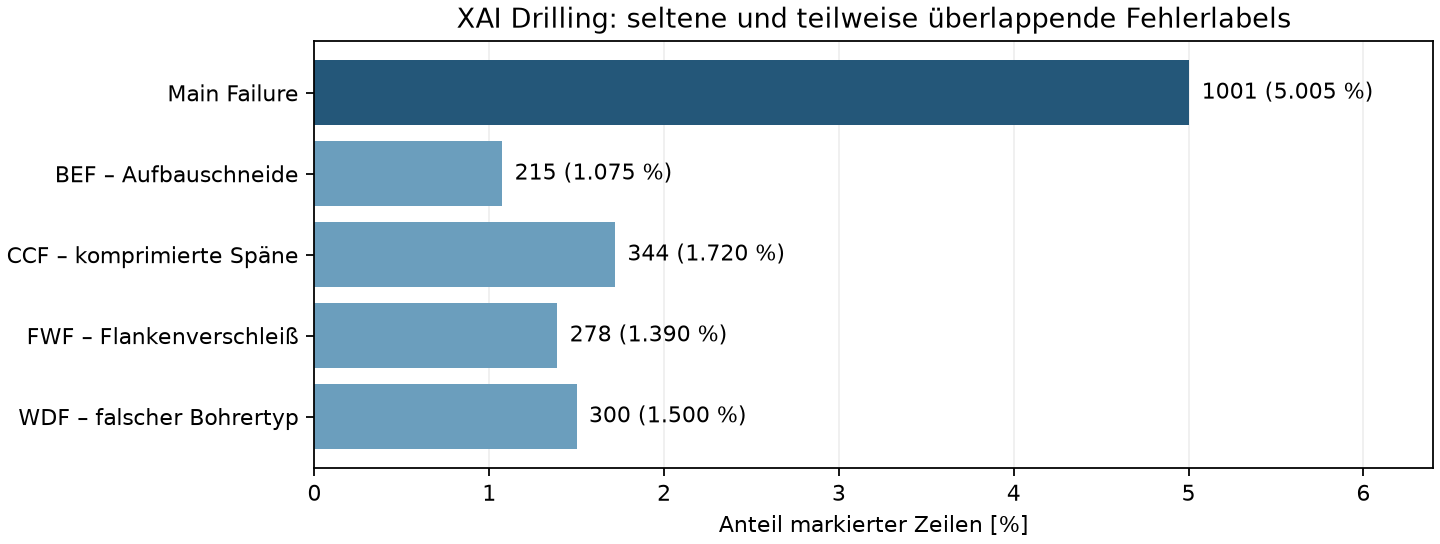 XAI Drilling: seltene und teilweise überlappende Fehlerlabels
Main Failure 1001 (5.005 %)
BEF – Aufbauschneide 215 (1.075 %)
CCF – komprimierte Späne 344 (1.720 %)
FWF – Flankenverschleiß 278 (1.390 %)
WDF – falscher Bohrertyp 300 (1.500 %)
0 1 2 3 4 5 6
Anteil markierter Zeilen [%]